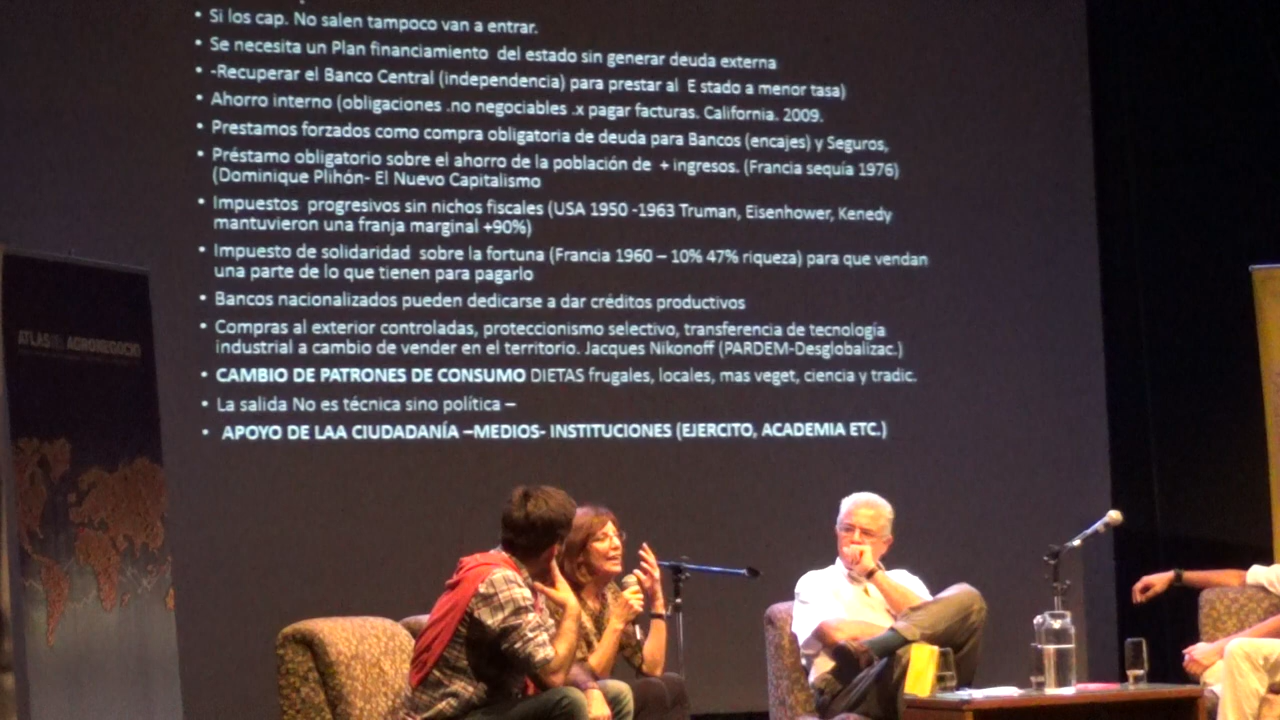 • Si los cap. No salen tampoco van a entrar.
• Se necesita un Plan financiamiento del estado sin generar deuda externa
• -Recuperar el Banco Central (independencia) para prestar al E stado a menor tasa)
• Ahorro interno (obligaciones .no negociables .x pagar facturas. California. 2009.
• Prestamos forzados como compra obligatoria de deuda para Bancos (encajes) y Seguros,
• Préstamo obligatorio sobre el ahorro de la población de + ingresos. (Francia sequía 1976)
(Dominique Plihón- El Nuevo Capitalismo
• Impuestos progresivos sin nichos fiscales (USA 1950 -1963 Truman, Eisenhower, Kenedy
mantuvieron una franja marginal +90%)
• Impuesto de solidaridad sobre la fortuna (Francia 1960 – 10% 47% riqueza) para que vendan
una parte de lo que tienen para pagarlo
• Bancos nacionalizados pueden dedicarse a dar créditos productivos
• Compras al exterior controladas, proteccionismo selectivo, transferencia de tecnología
industrial a cambio de vender en el territorio. Jacques Nikonoff (PARDEM-Desglobalizac.)
• CAMBIO DE PATRONES DE CONSUMO DIETAS frugales, locales, mas veget, ciencia y tradic.
• La salida No es técnica sino política –
• APOYO DE LAA CIUDADANÍA –MEDIOS- INSTITUCIONES (EJERCITO, ACADEMIA ETC.)
ATLAS AGRONEGOCIO